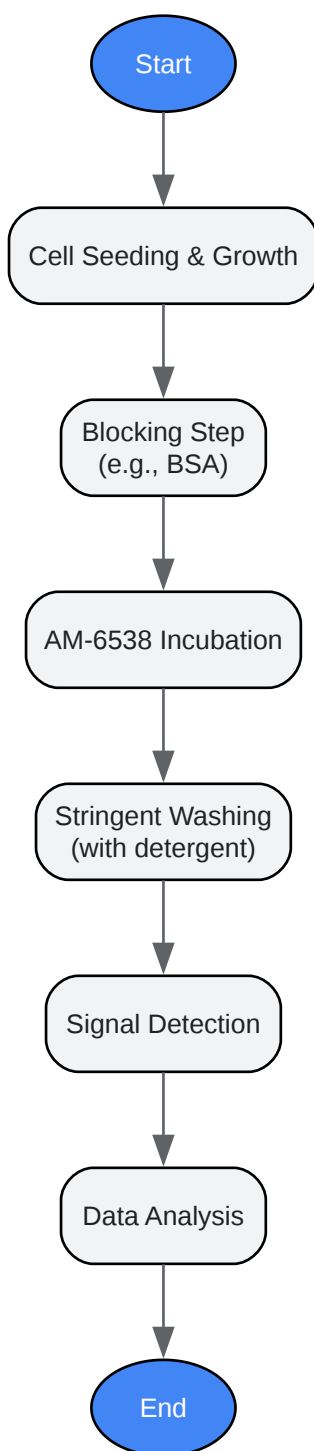 Start
Cell Seeding & Growth
Blocking Step
(e.g., BSA)
AM-6538 Incubation
Stringent Washing
(with detergent)
Signal Detection
Data Analysis
End